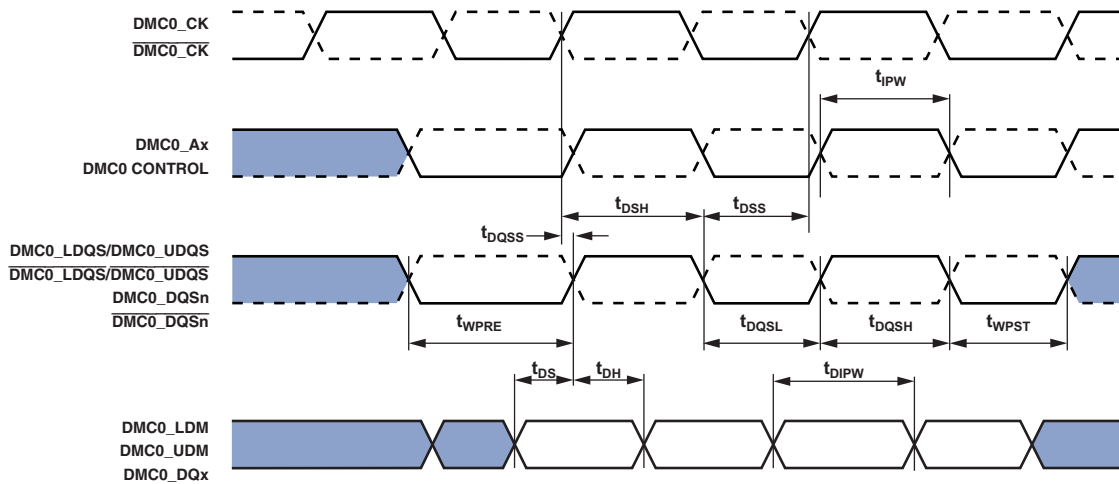 DMC0_CK
DMC0_CK
tIPW
DMC0_Ax
DMC0 CONTROL
tDSH
tDSS
tDQSS
DMC0_LDQS/DMC0_UDQS
DMC0_LDQS/DMC0_UDQS
DMC0_DQSn
DMC0_DQSn
tWPRE
tDQSL
tDQSH
tWPST
tDS
tDH
tDIPW
DMC0_LDM
DMC0_UDM
DMC0_DQx